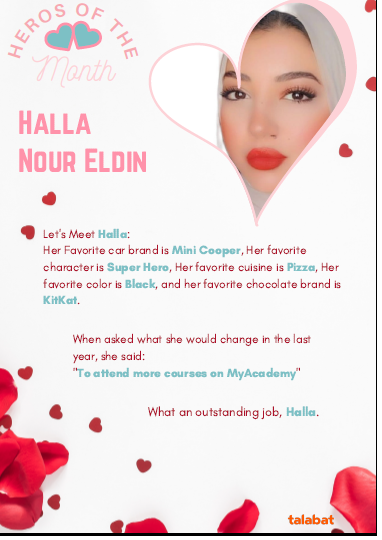 HEROS OF THE
Month
HALLA
NOUR ELDIN
Let's Meet Halla:
Her Favorite car brand is Mini Cooper, Her favorite
character is Super Hero, Her favorite cuisine is Pizza, Her
favorite color is Black, and her favorite chocolate brand is
KitKat.
When asked what she would change in the last
year, she said:
"To attend more courses on MyAcademy"
What an outstanding job, Halla.
talabat